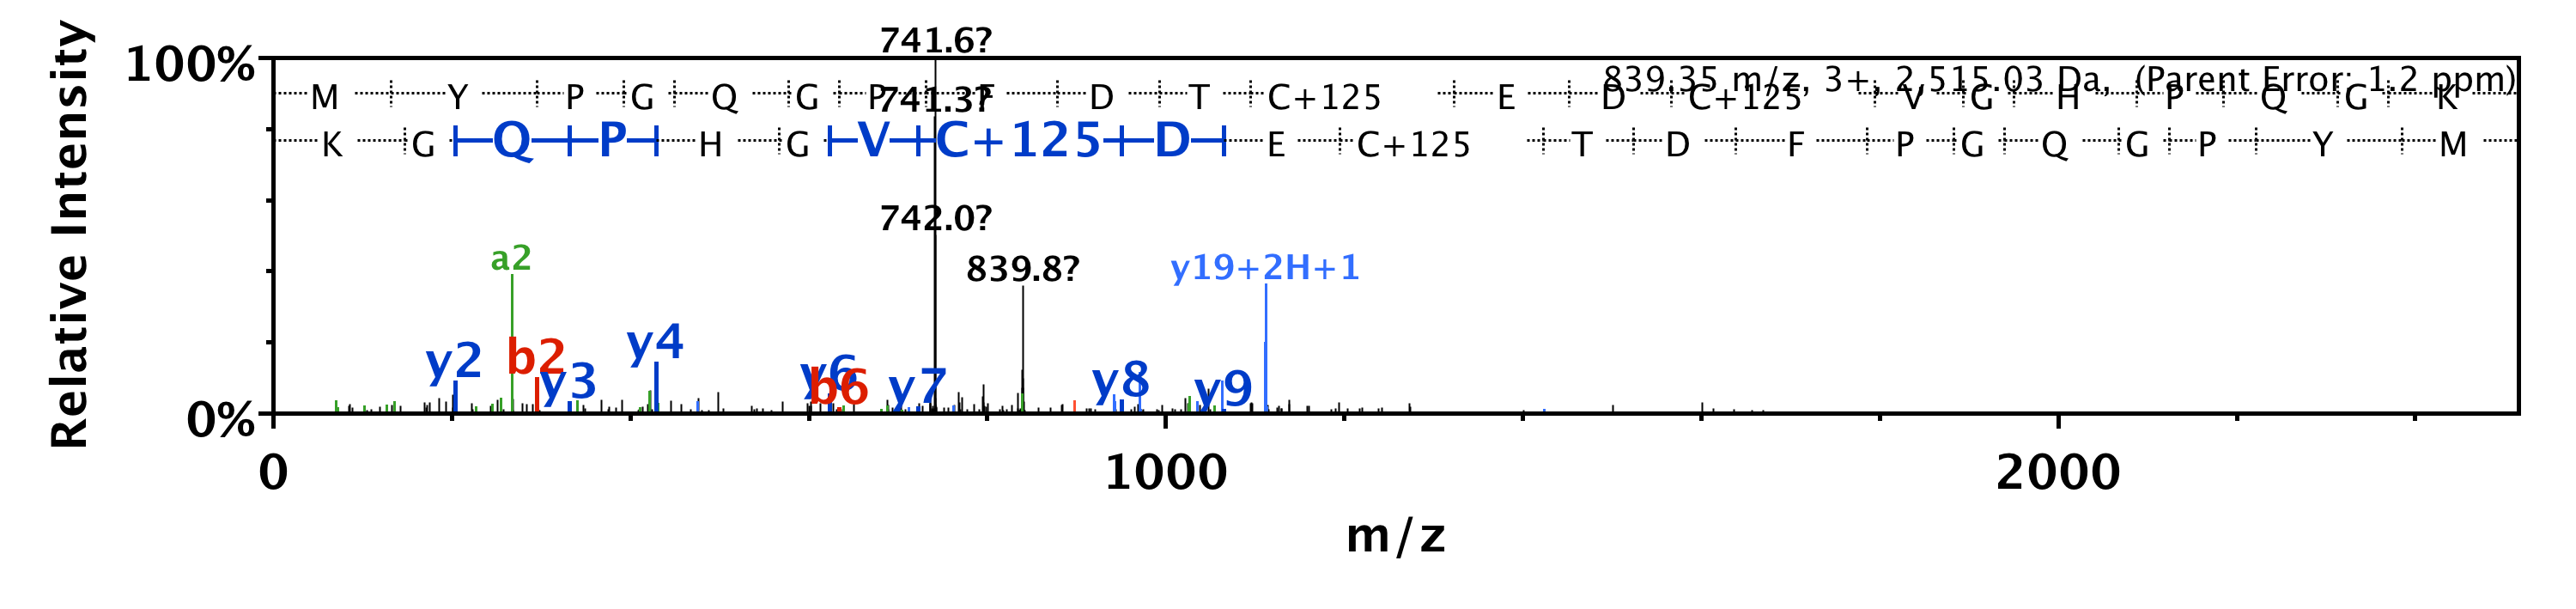 741.6?
100%
839.35 m/z, 3+, 2,515.03 Da, (Parent Error: 1.2 ppm)
M Y P G Q G P F D T C+125 E D C+125 V G H P Q G K
741.3?
K G Q P H G V C+125 D E C+125 T D F P G Q G P Y M
742.0?
a2
839.8?
y19+2H+1
y2
b2
y3
y4
y6
b6
y7
y8
y9
0%
0
1000
2000
m/z
Relative Intensity